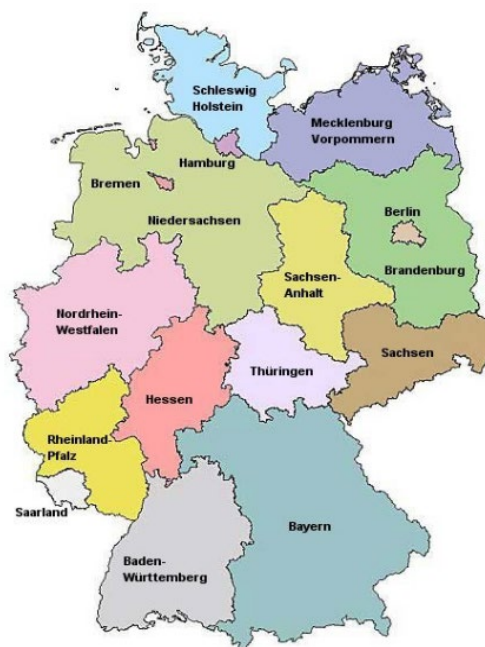 Schleswig
Holstein
Mecklenburg
Vorpommern
Hamburg
Bremen
Niedersachsen
Berlin
Brandenburg
Sachsen-
Anhalt
Nordrhein-
Westfalen
Sachsen
Thüringen
Hessen
Rheinland-
Pfalz
Saarland
Bayern
Baden-
Württemberg